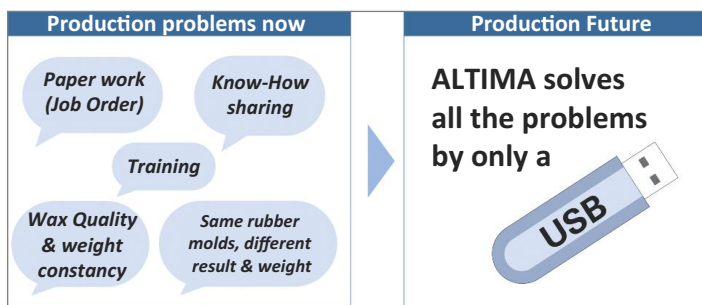 Production problems now
Paper work
(Job Order)
Know-How
sharing
Training
Wax Quality
& weight
constancy
Same rubber
molds, different
result & weight
Production Future
ALTIMA solves
all the problems
by only a
USB